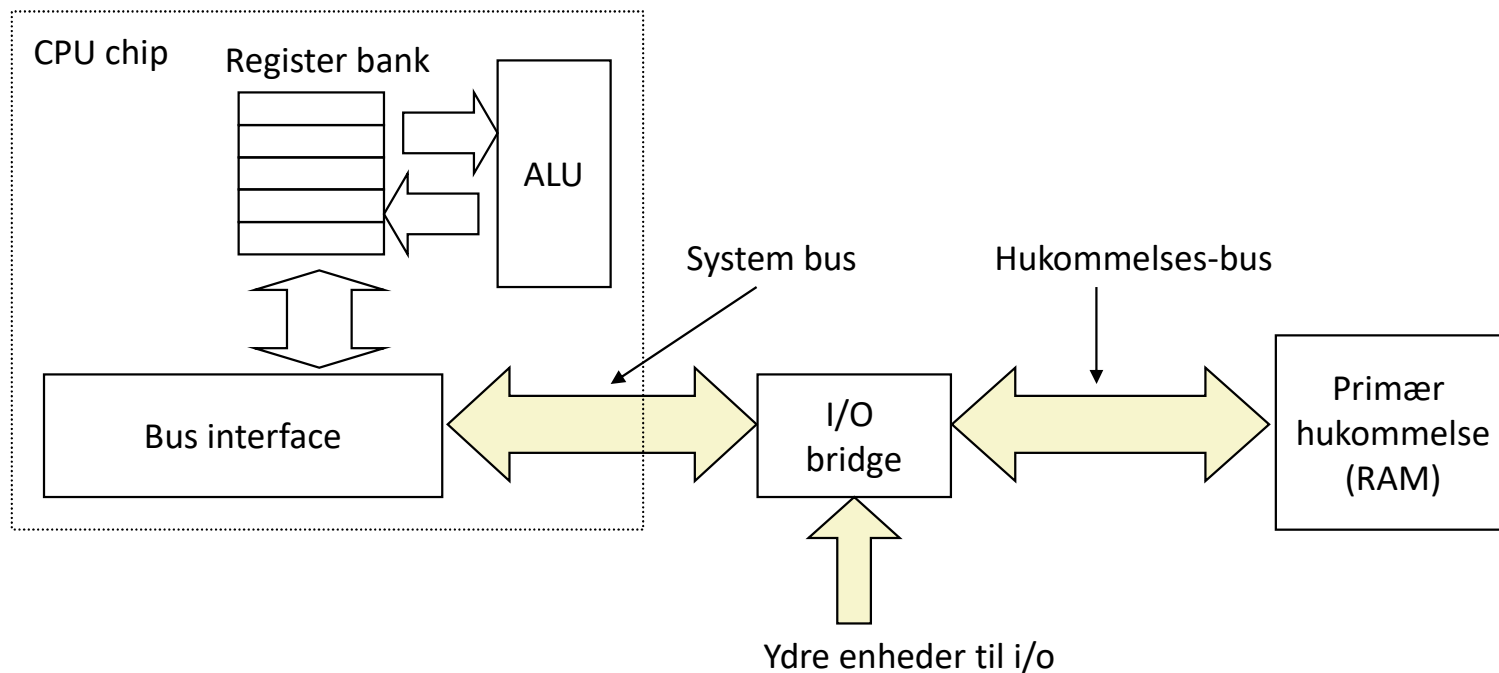 CPU chip
Register bank
ALU
System bus
Hukommelses-bus
Bus interface
I/O
bridge
Primær
hukommelse
(RAM)
Ydre enheder til i/o